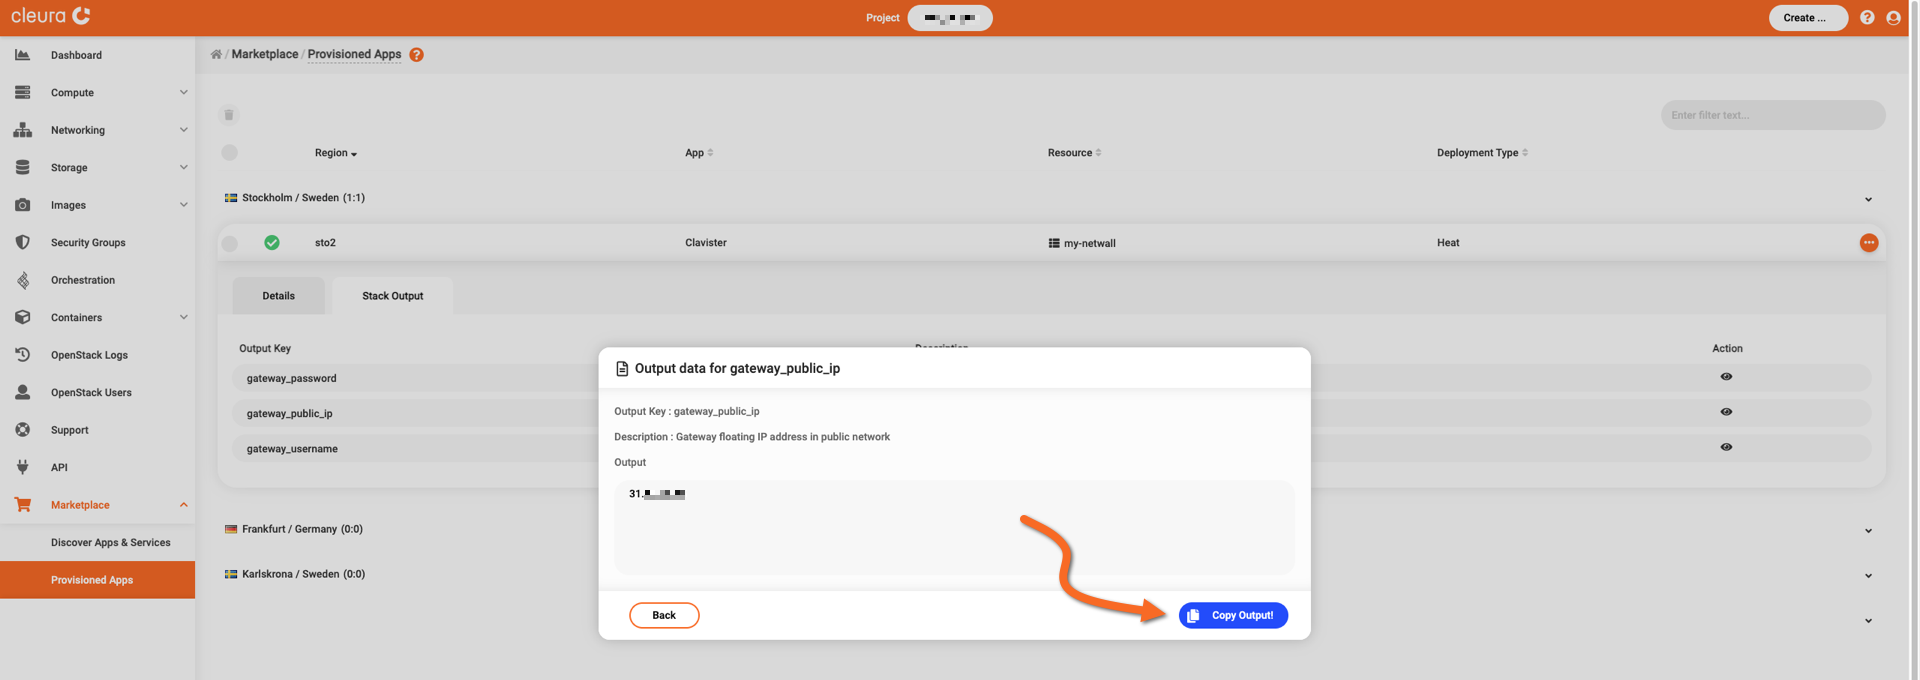 cleura
Project
Create ...
Dashboard
Compute
Networking
Storage
Images
Security Groups
Orchestration
Containers
OpenStack Logs
OpenStack Users
Support
API
Marketplace
Discover Apps & Services
Provisioned Apps
/ Marketplace / Provisioned Apps
Enter filter text...
Region App Resource Deployment Type
Stockholm / Sweden (1:1)
sto2 Clavister my-netwall Heat
Details Stack Output
Output Key Description Action
gateway_password
gateway_public_ip
gateway_username
Output data for gateway_public_ip
Output Key : gateway_public_ip
Description : Gateway floating IP address in public network
Output
31.
Back Copy Output!
Frankfurt / Germany (0:0)
Karlskrona / Sweden (0:0)